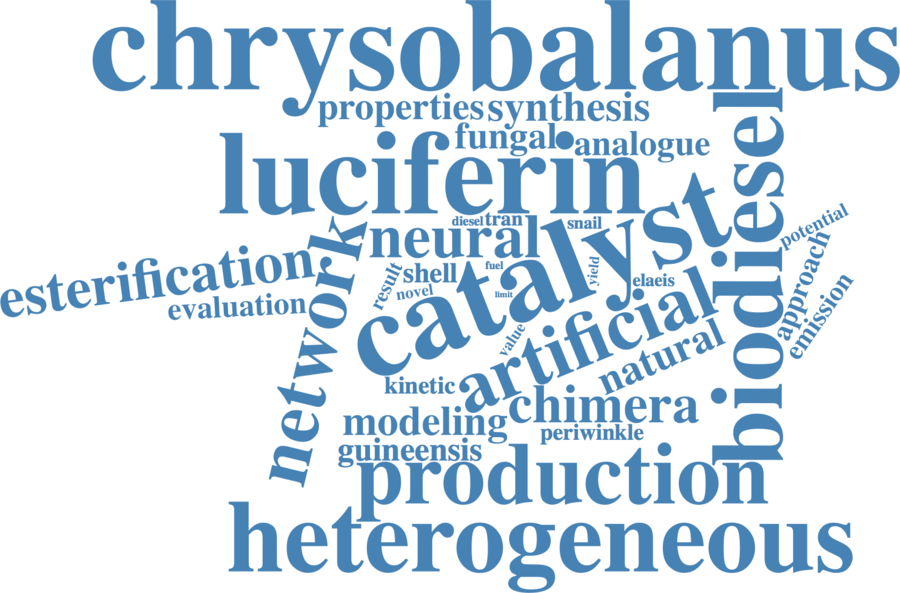 chrysobalanus
properties synthesis
fungal analogue
luciferin
biodiesel
diesel tran snail
neural
catalyst
potential
approach
emission
esterification
evaluation
network
result
shell
novel
fuel
limit
yield
elaeis
value
artificial
natural
kinetic
chimera
modeling
periwinkle
guineensis
production
heterogeneous